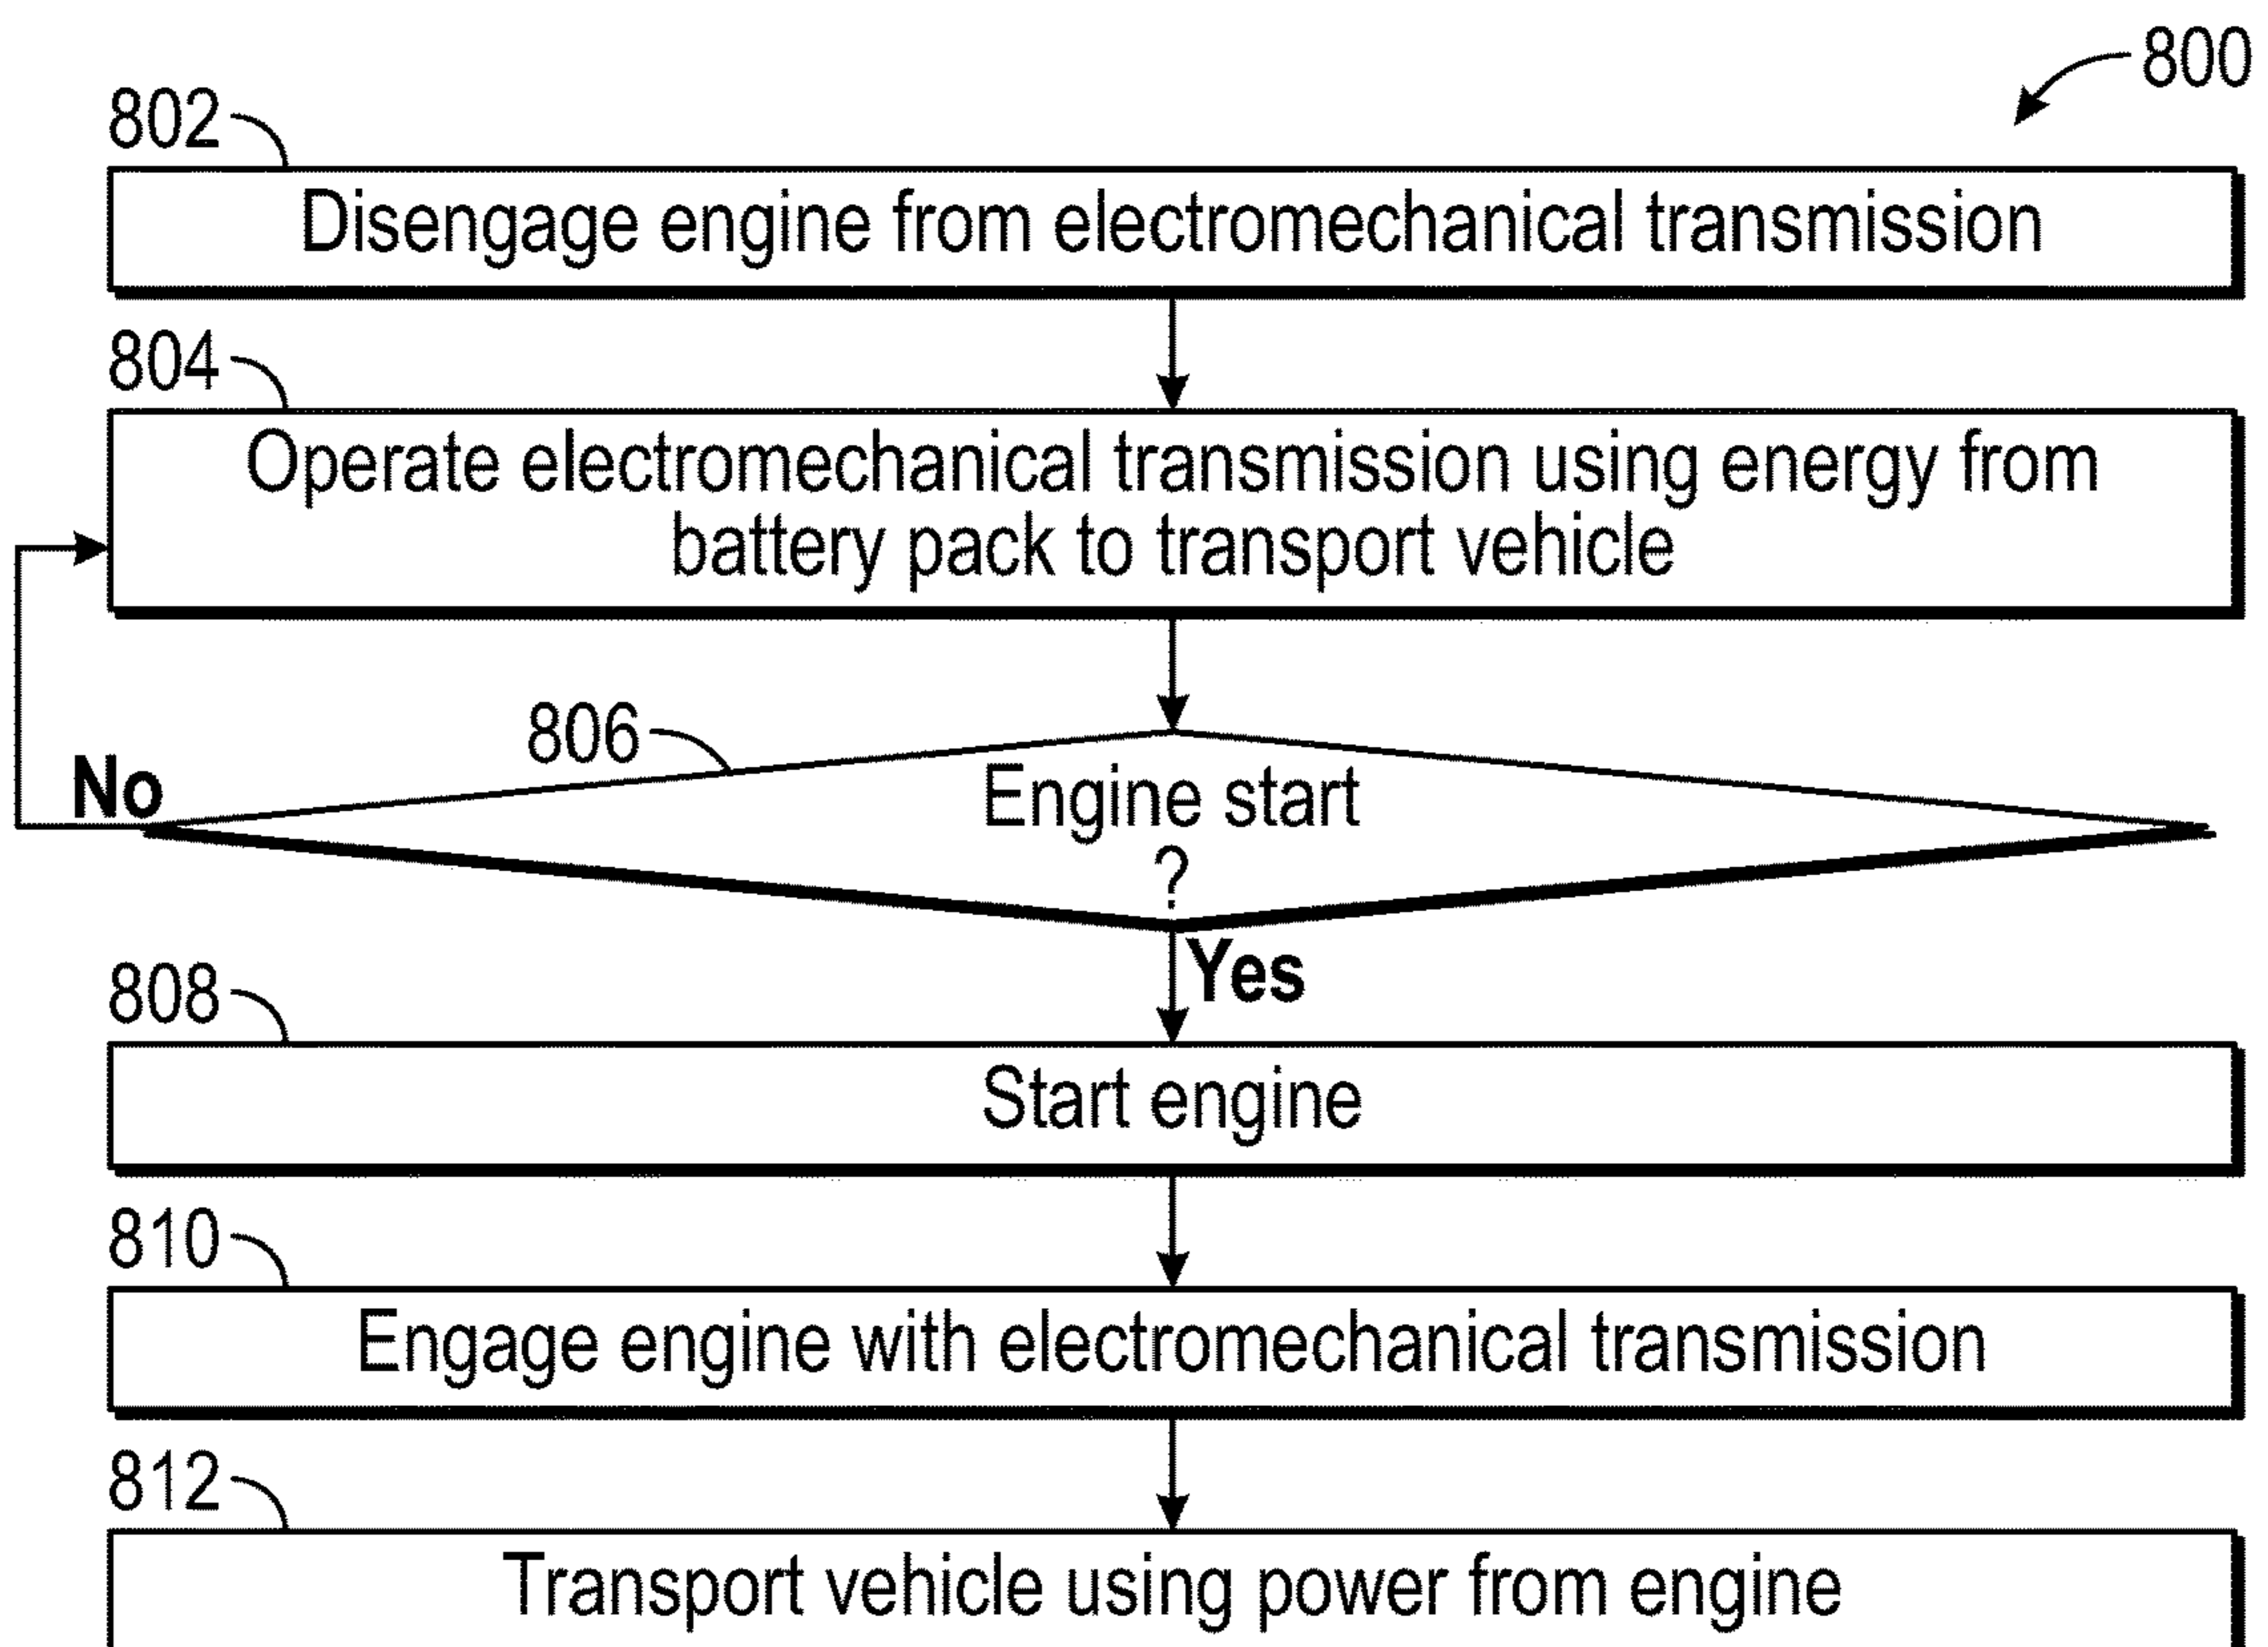 800
802
Disengage engine from electromechanical transmission
804
Operate electromechanical transmission using energy from
battery pack to transport vehicle
806
Engine start
?
No
Yes
808
Start engine
810
Engage engine with electromechanical transmission
812
Transport vehicle using power from engine